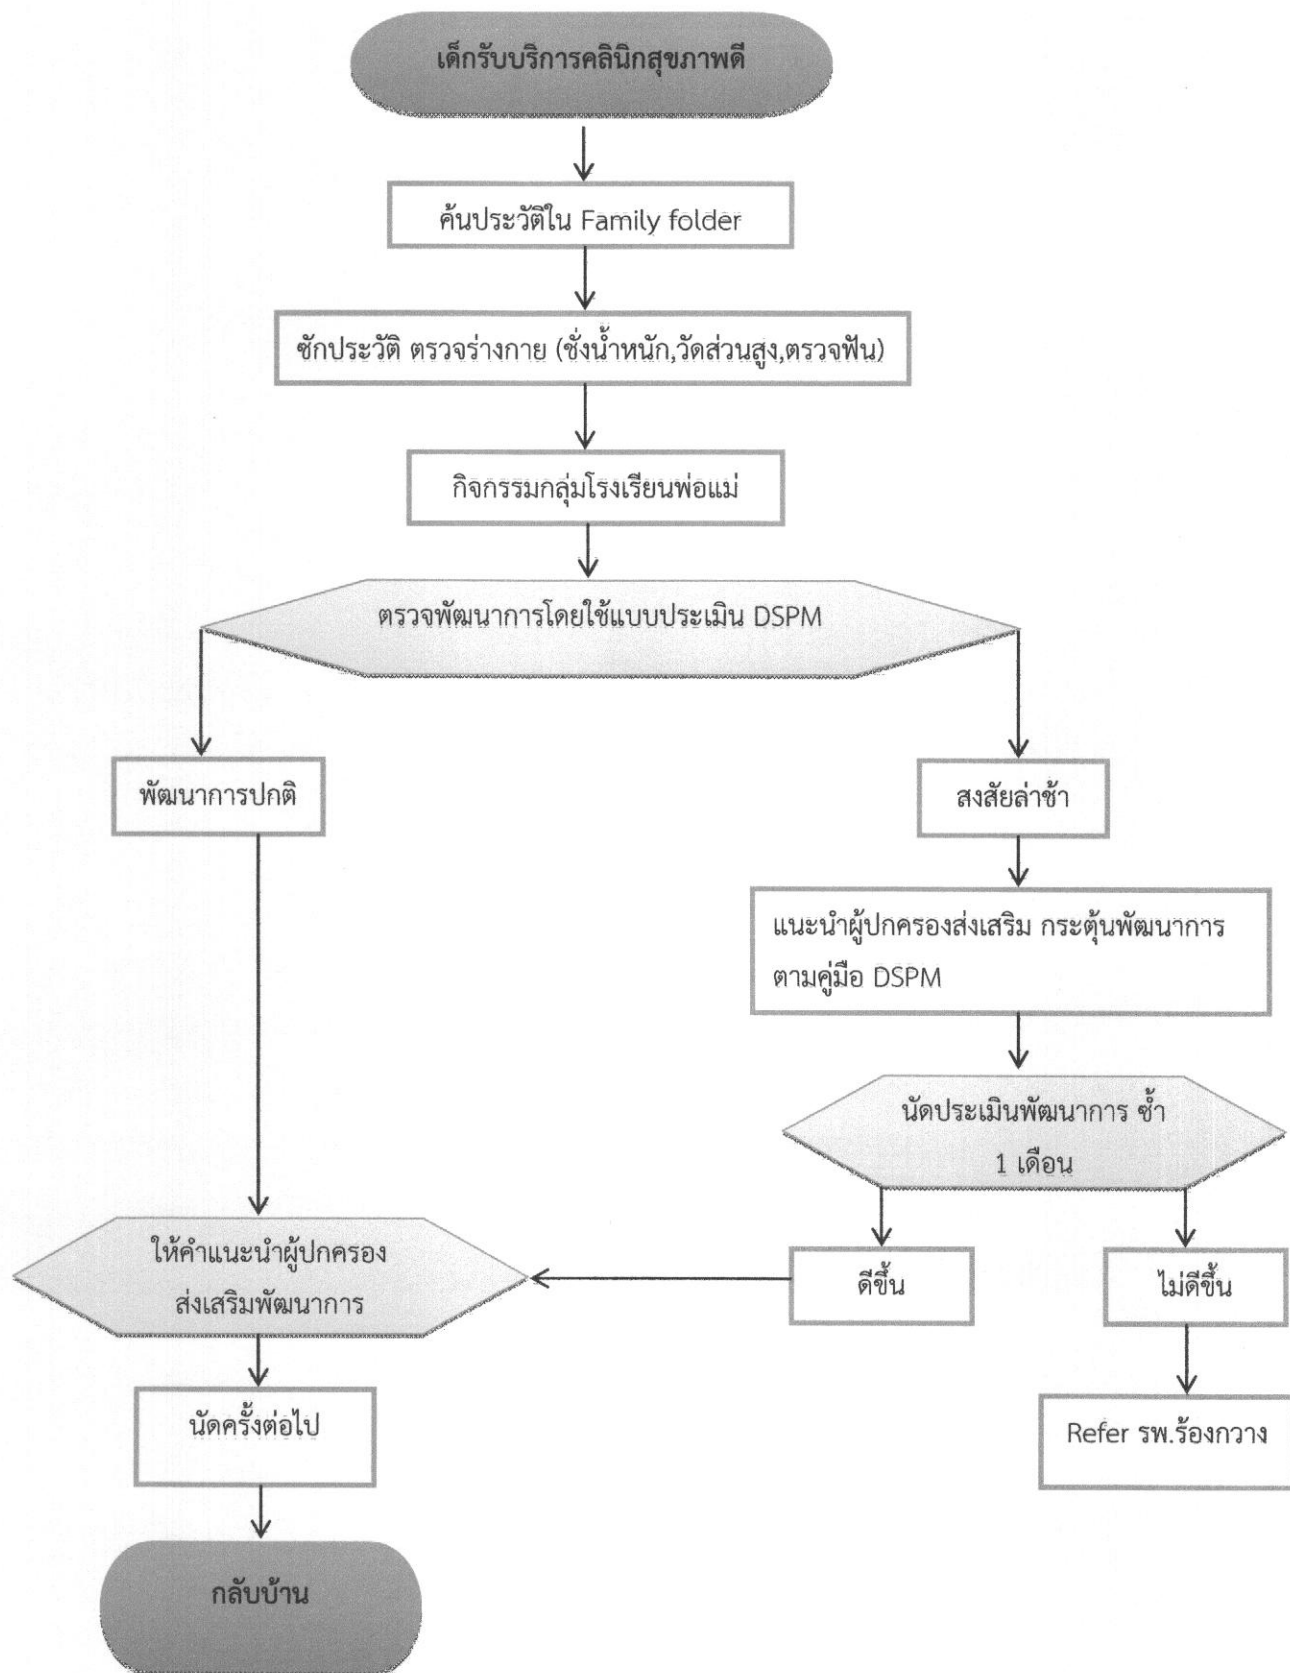 เด็กรับบริการคลินิกสุขภาพดี
ค้นประวัติใน Family folder
ซักประวัติ ตรวจร่างกาย (ชั่งน้ำหนัก,วัดส่วนสูง,ตรวจฟัน)
กิจกรรมกลุ่มโรงเรียนพ่อแม่
ตรวจพัฒนาการโดยใช้แบบประเมิน DSPM
พัฒนาการปกติ
สงสัยล่าช้า
แนะนำผู้ปกครองส่งเสริม กระตุ้นพัฒนาการ
ตามคู่มือ DSPM
นัดประเมินพัฒนาการ ซ้ำ
1 เดือน
ให้คำแนะนำผู้ปกครอง
ส่งเสริมพัฒนาการ
ดีขึ้น
ไม่ดีขึ้น
นัดครั้งต่อไป
Refer รพ.ร้องกวาง
กลับบ้าน